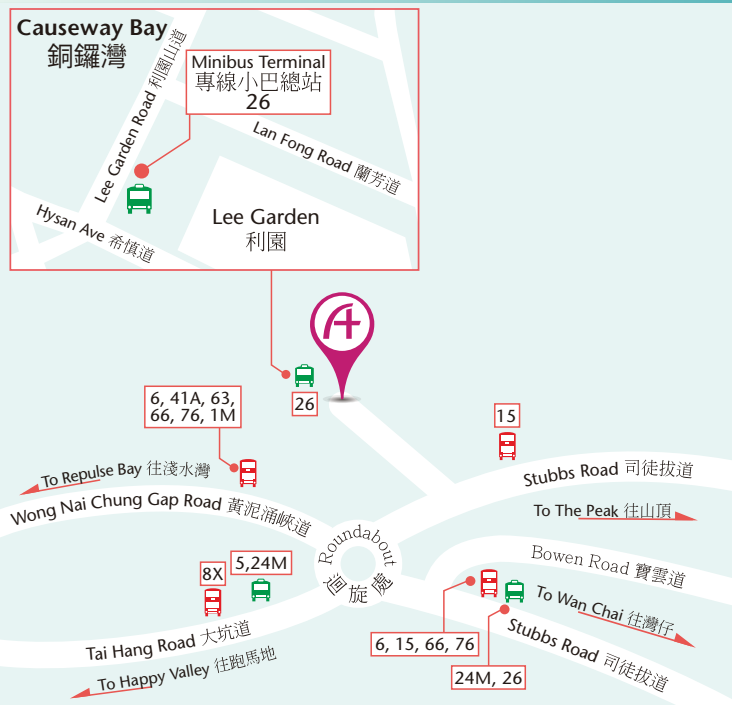 Causeway Bay
銅鑼灣
Minibus Terminal
專線小巴總站
26
Lee Garden Road 利園山道
Lan Fong Road 蘭芳道
Hysan Ave 希慎道
Lee Garden
利園
26
6, 41A, 63,
66, 76, 1M
15
To Repulse Bay 往淺水灣
Wong Nai Chung Gap Road 黃泥涌峽道
Stubbs Road 司徒拔道
To The Peak 往山頂
Roundabout
迴旋處
Bowen Road 寶雲道
8X
5,24M
To Wan Chai 往灣仔
6, 15, 66, 76
24M, 26
Stubbs Road 司徒拔道
Tai Hang Road 大坑道
To Happy Valley 往跑馬地